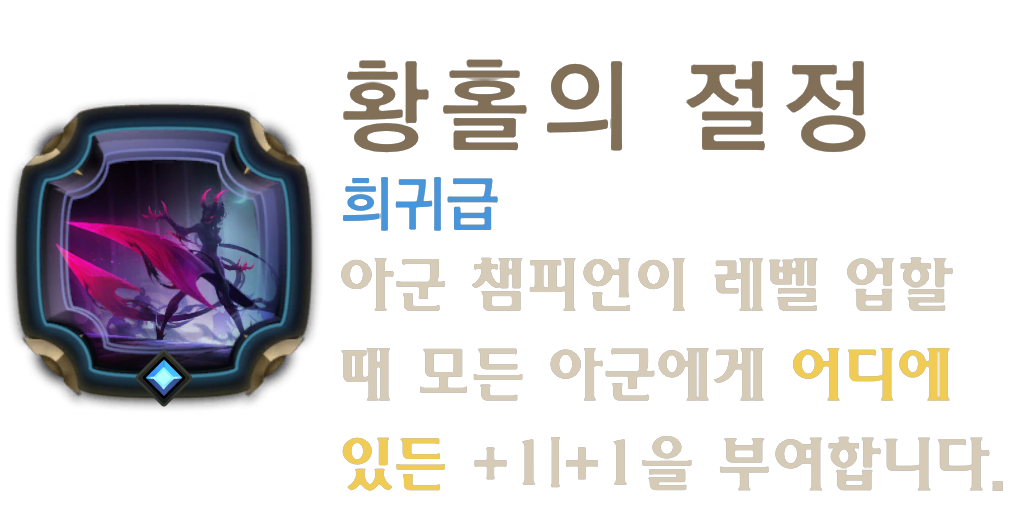 황홀의 절정
희귀급
아군 챔피언이 레벨 업할
때 모든 아군에게 어디에
있든 +1|+1을 부여합니다.